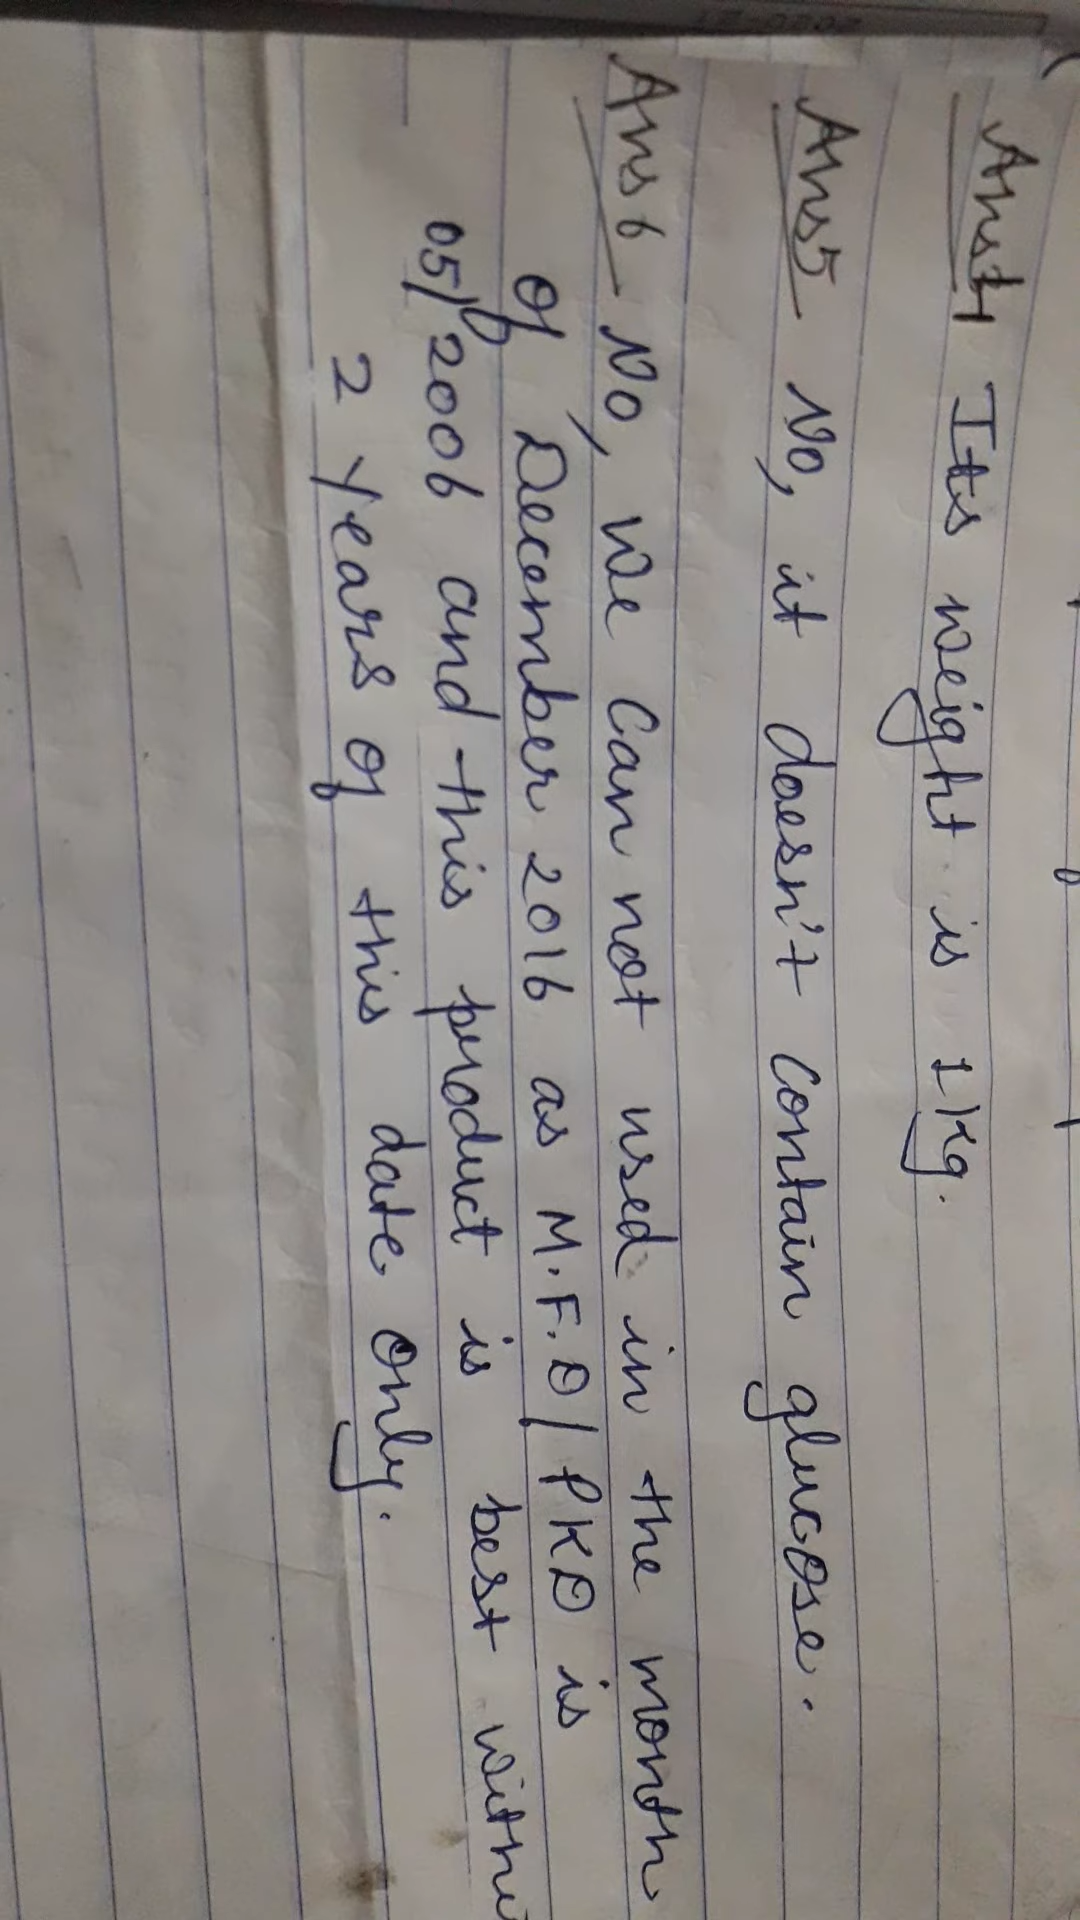 Ans4 Its weight is 1kg.
Ans5 No, it doesn't contain glucose.
Ans6 No, we can not used in the month
of December 2016 as M.F.D/PKD is
05/2006 and this product is best withi
2 years of this date only.